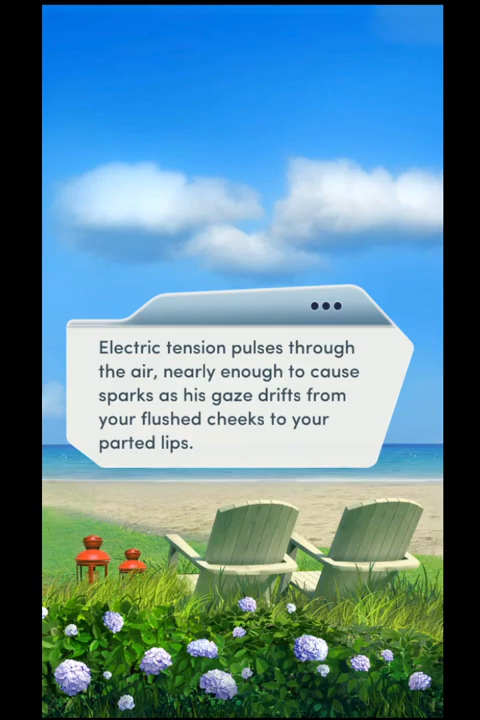 Electric tension pulses through
the air, nearly enough to cause
sparks as his gaze drifts from
your flushed cheeks to your
parted lips.